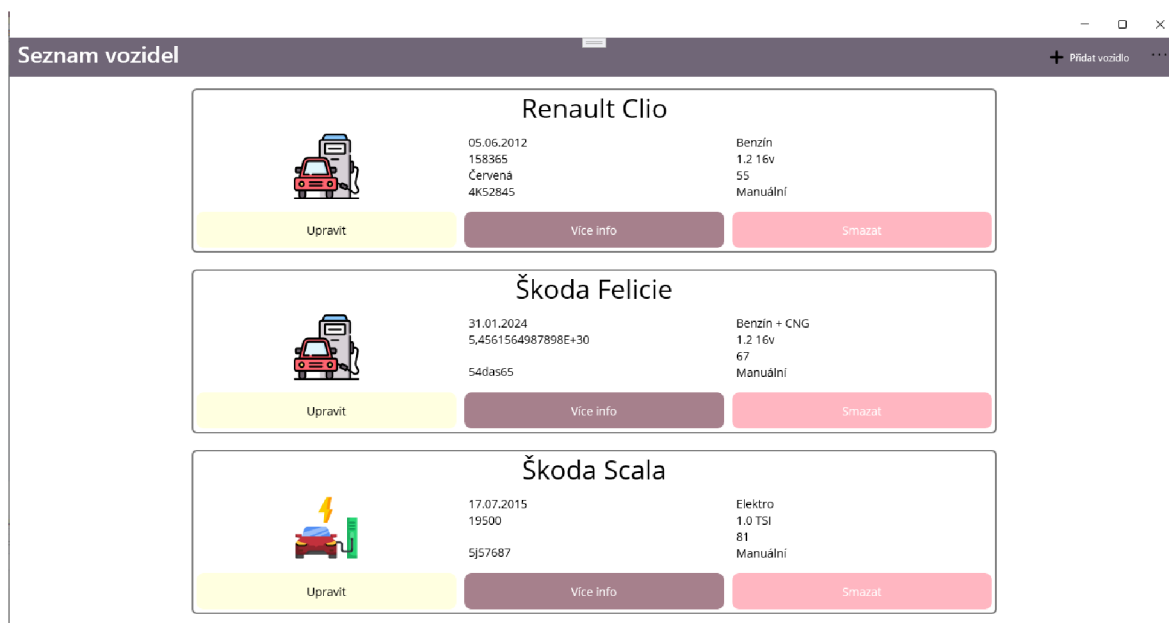 Seznam vozidel
Přidat vozidlo
Renault Clio
05.06.2012
158365
Červená
4K52845
Benzín
1.2 16v
55
Manuální
Upravit
Více info
Smazat
Škoda Felicie
31.01.2024
5,4561564987898E+30
54das65
Benzín + CNG
1.2 16v
67
Manuální
Upravit
Více info
Smazat
Škoda Scala
17.07.2015
19500
5j57687
Elektro
1.0 TSI
81
Manuální
Upravit
Více info
Smazat